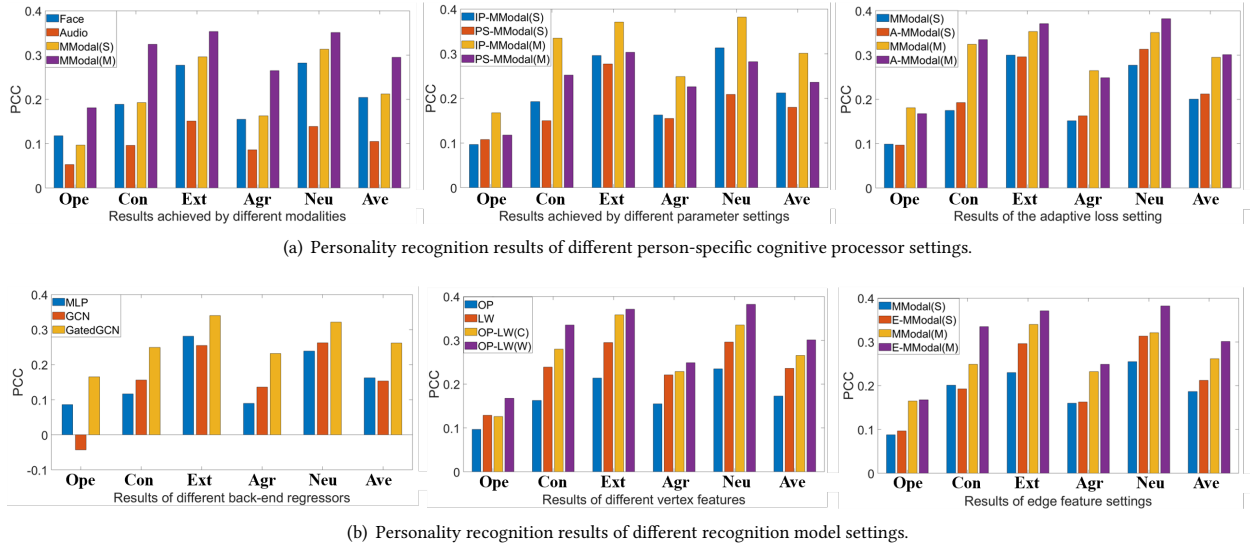 0.4
0.3
0.2
0.1
0
PCC
Face
Audio
MModal(S)
MModal(M)
Ope Con Ext Agr Neu Ave
Results achieved by different modalities
0.4
0.3
0.2
0.1
0
PCC
IP-MModal(S)
PS-MModal(S)
IP-MModal(M)
PS-MModal(M)
Ope Con Ext Agr Neu Ave
Results achieved by different parameter settings
0.4
0.3
0.2
0.1
0
PCC
MModal(S)
A-MModal(S)
MModal(M)
A-MModal(M)
Ope Con Ext Agr Neu Ave
Results of the adaptive loss setting
(a) Personality recognition results of different person-specific cognitive processor settings.
0.4
0.3
0.2
0.1
0
-0.1
PCC
MLP
GCN
GatedGCN
Ope Con Ext Agr Neu Ave
Results of different back-end regressors
0.4
0.3
0.2
0.1
0
PCC
OP
LW
OP-LW(C)
OP-LW(W)
Ope Con Ext Agr Neu Ave
Results of different vertex features
0.4
0.3
0.2
0.1
0
PCC
MModal(S)
E-MModal(S)
MModal(M)
E-MModal(M)
Ope Con Ext Agr Neu Ave
Results of edge feature settings
(b) Personality recognition results of different recognition model settings.